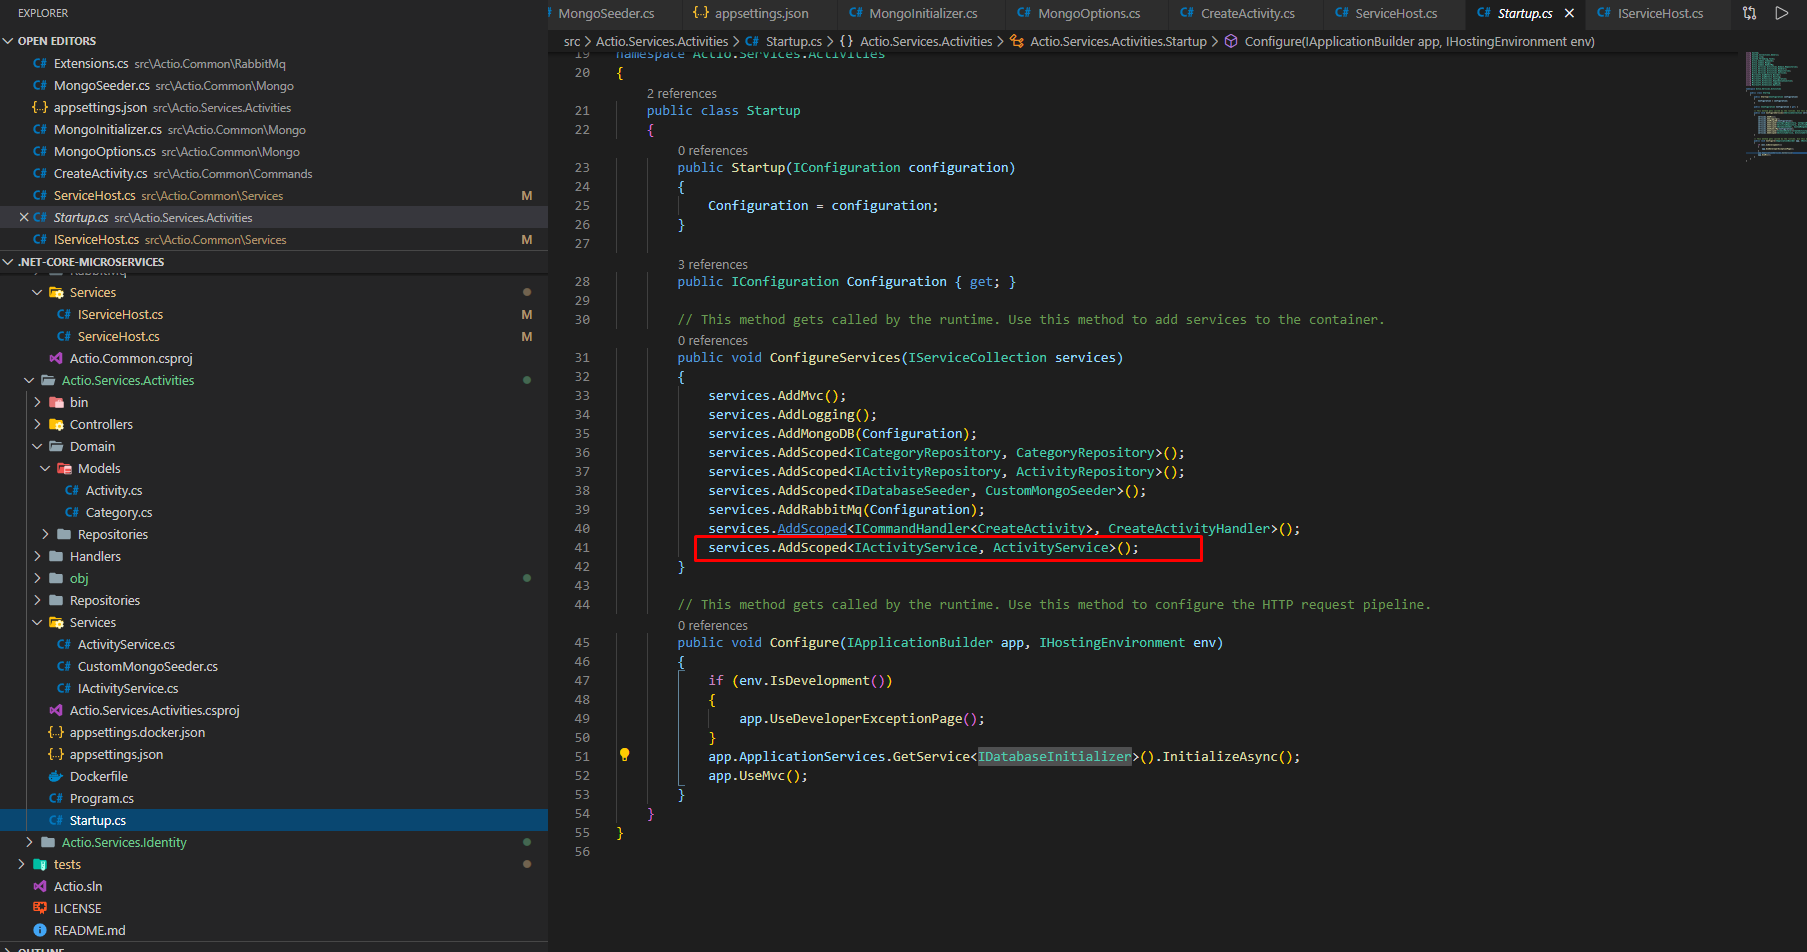 EXPLORER
OPEN EDITORS
C# Extensions.cs src\Actio.Common\RabbitMq
C# MongoSeeder.cs src\Actio.Common\Mongo
{..} appsettings.json src\Actio.Services.Activities
C# MongoInitializer.cs src\Actio.Common\Mongo
C# MongoOptions.cs src\Actio.Common\Mongo
C# CreateActivity.cs src\Actio.Common\Commands
C# ServiceHost.cs src\Actio.Common\Services M
C# Startup.cs src\Actio.Services.Activities
C# IServiceHost.cs src\Actio.Common\Services M
.NET-CORE-MICROSERVICES
RabbitMq
Services
C# IServiceHost.cs M
C# ServiceHost.cs M
Actio.Common.csproj
Actio.Services.Activities
bin
Controllers
Domain
Models
C# Activity.cs
C# Category.cs
Repositories
Handlers
obj
Repositories
Services
C# ActivityService.cs
C# CustomMongoSeeder.cs
C# IActivityService.cs
Actio.Services.Activities.csproj
{..} appsettings.docker.json
{..} appsettings.json
Dockerfile
C# Program.cs
C# Startup.cs
Actio.Services.Identity
tests
Actio.sln
LICENSE
README.md
OUTLINE
MongoSeeder.cs {..} appsettings.json C# MongoInitializer.cs C# MongoOptions.cs C# CreateActivity.cs C# ServiceHost.cs C# Startup.cs C# IServiceHost.cs
src > Actio.Services.Activities > C# Startup.cs > {} Actio.Services.Activities > Actio.Services.Activities.Startup > Configure(IApplicationBuilder app, IHostingEnvironment env)
19 namespace Actio.Services.Activities
20 {
2 references
21 public class Startup
22 {
0 references
23 public Startup(IConfiguration configuration)
24 {
25 Configuration = configuration;
26 }
27
3 references
28 public IConfiguration Configuration { get; }
29
30 // This method gets called by the runtime. Use this method to add services to the container.
0 references
31 public void ConfigureServices(IServiceCollection services)
32 {
33 services.AddMvc();
34 services.AddLogging();
35 services.AddMongoDB(Configuration);
36 services.AddScoped<ICategoryRepository, CategoryRepository>();
37 services.AddScoped<IActivityRepository, ActivityRepository>();
38 services.AddScoped<IDatabaseSeeder, CustomMongoSeeder>();
39 services.AddRabbitMq(Configuration);
40 services.AddScoped<ICommandHandler<CreateActivity>, CreateActivityHandler>();
41 services.AddScoped<IActivityService, ActivityService>();
42 }
43
44 // This method gets called by the runtime. Use this method to configure the HTTP request pipeline.
0 references
45 public void Configure(IApplicationBuilder app, IHostingEnvironment env)
46 {
47 if (env.IsDevelopment())
48 {
49 app.UseDeveloperExceptionPage();
50 }
51 app.ApplicationServices.GetService<IDatabaseInitializer>().InitializeAsync();
52 app.UseMvc();
53 }
54 }
55 }
56